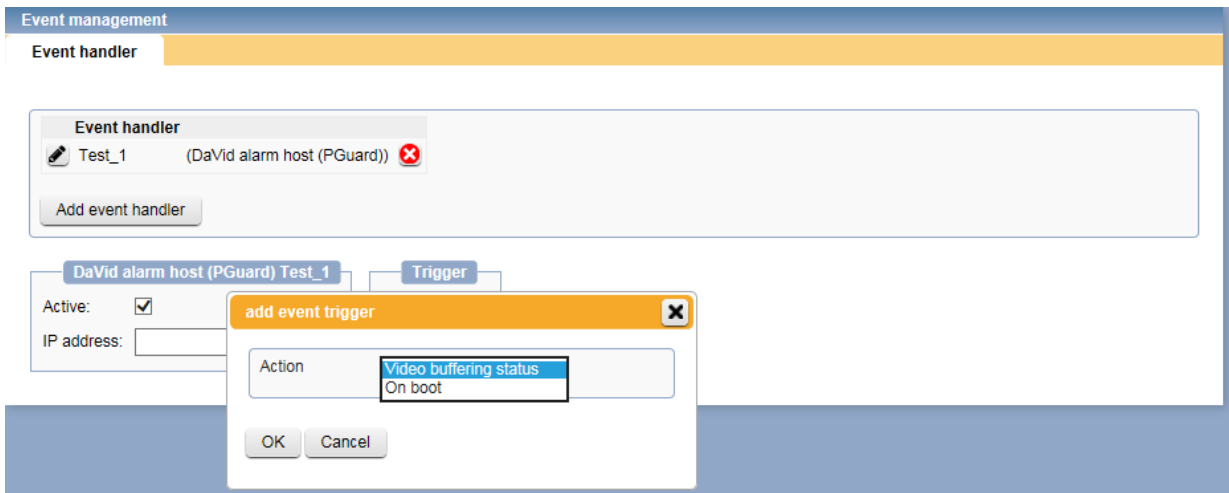 Event management
Event handler
Event handler
Test_1 (DaVid alarm host (PGuard))
Add event handler
DaVid alarm host (PGuard) Test_1
Trigger
Active:
IP address:
add event trigger
Action
Video buffering status
On boot
OK
Cancel